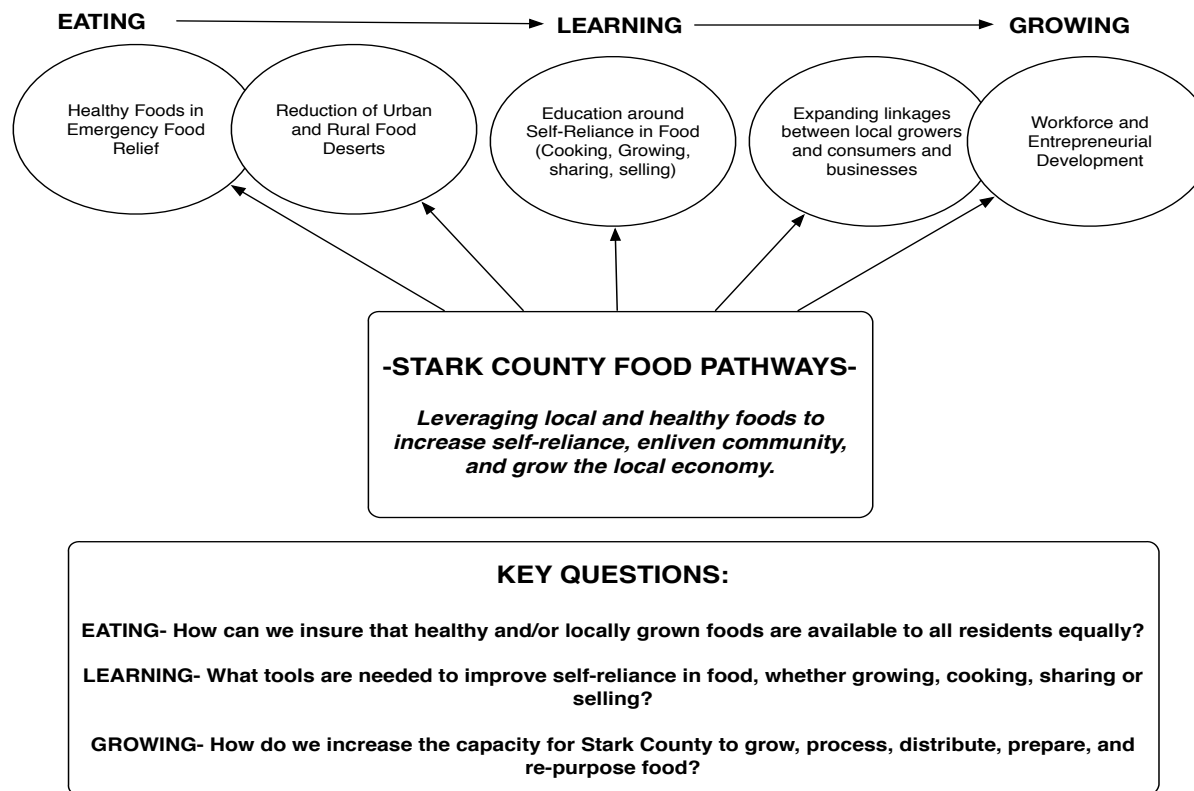 EATING
LEARNING
GROWING
Healthy Foods in
Emergency Food
Relief
Reduction of Urban
and Rural Food
Deserts
Education around
Self-Reliance in Food
(Cooking, Growing,
sharing, selling)
Expanding linkages
between local growers
and consumers and
businesses
Workforce and
Entrepreneurial
Development
-STARK COUNTY FOOD PATHWAYS-
Leveraging local and healthy foods to
increase self-reliance, enliven community,
and grow the local economy.
KEY QUESTIONS:
EATING- How can we insure that healthy and/or locally grown foods are available to all residents equally?
LEARNING- What tools are needed to improve self-reliance in food, whether growing, cooking, sharing or
selling?
GROWING- How do we increase the capacity for Stark County to grow, process, distribute, prepare, and
re-purpose food?